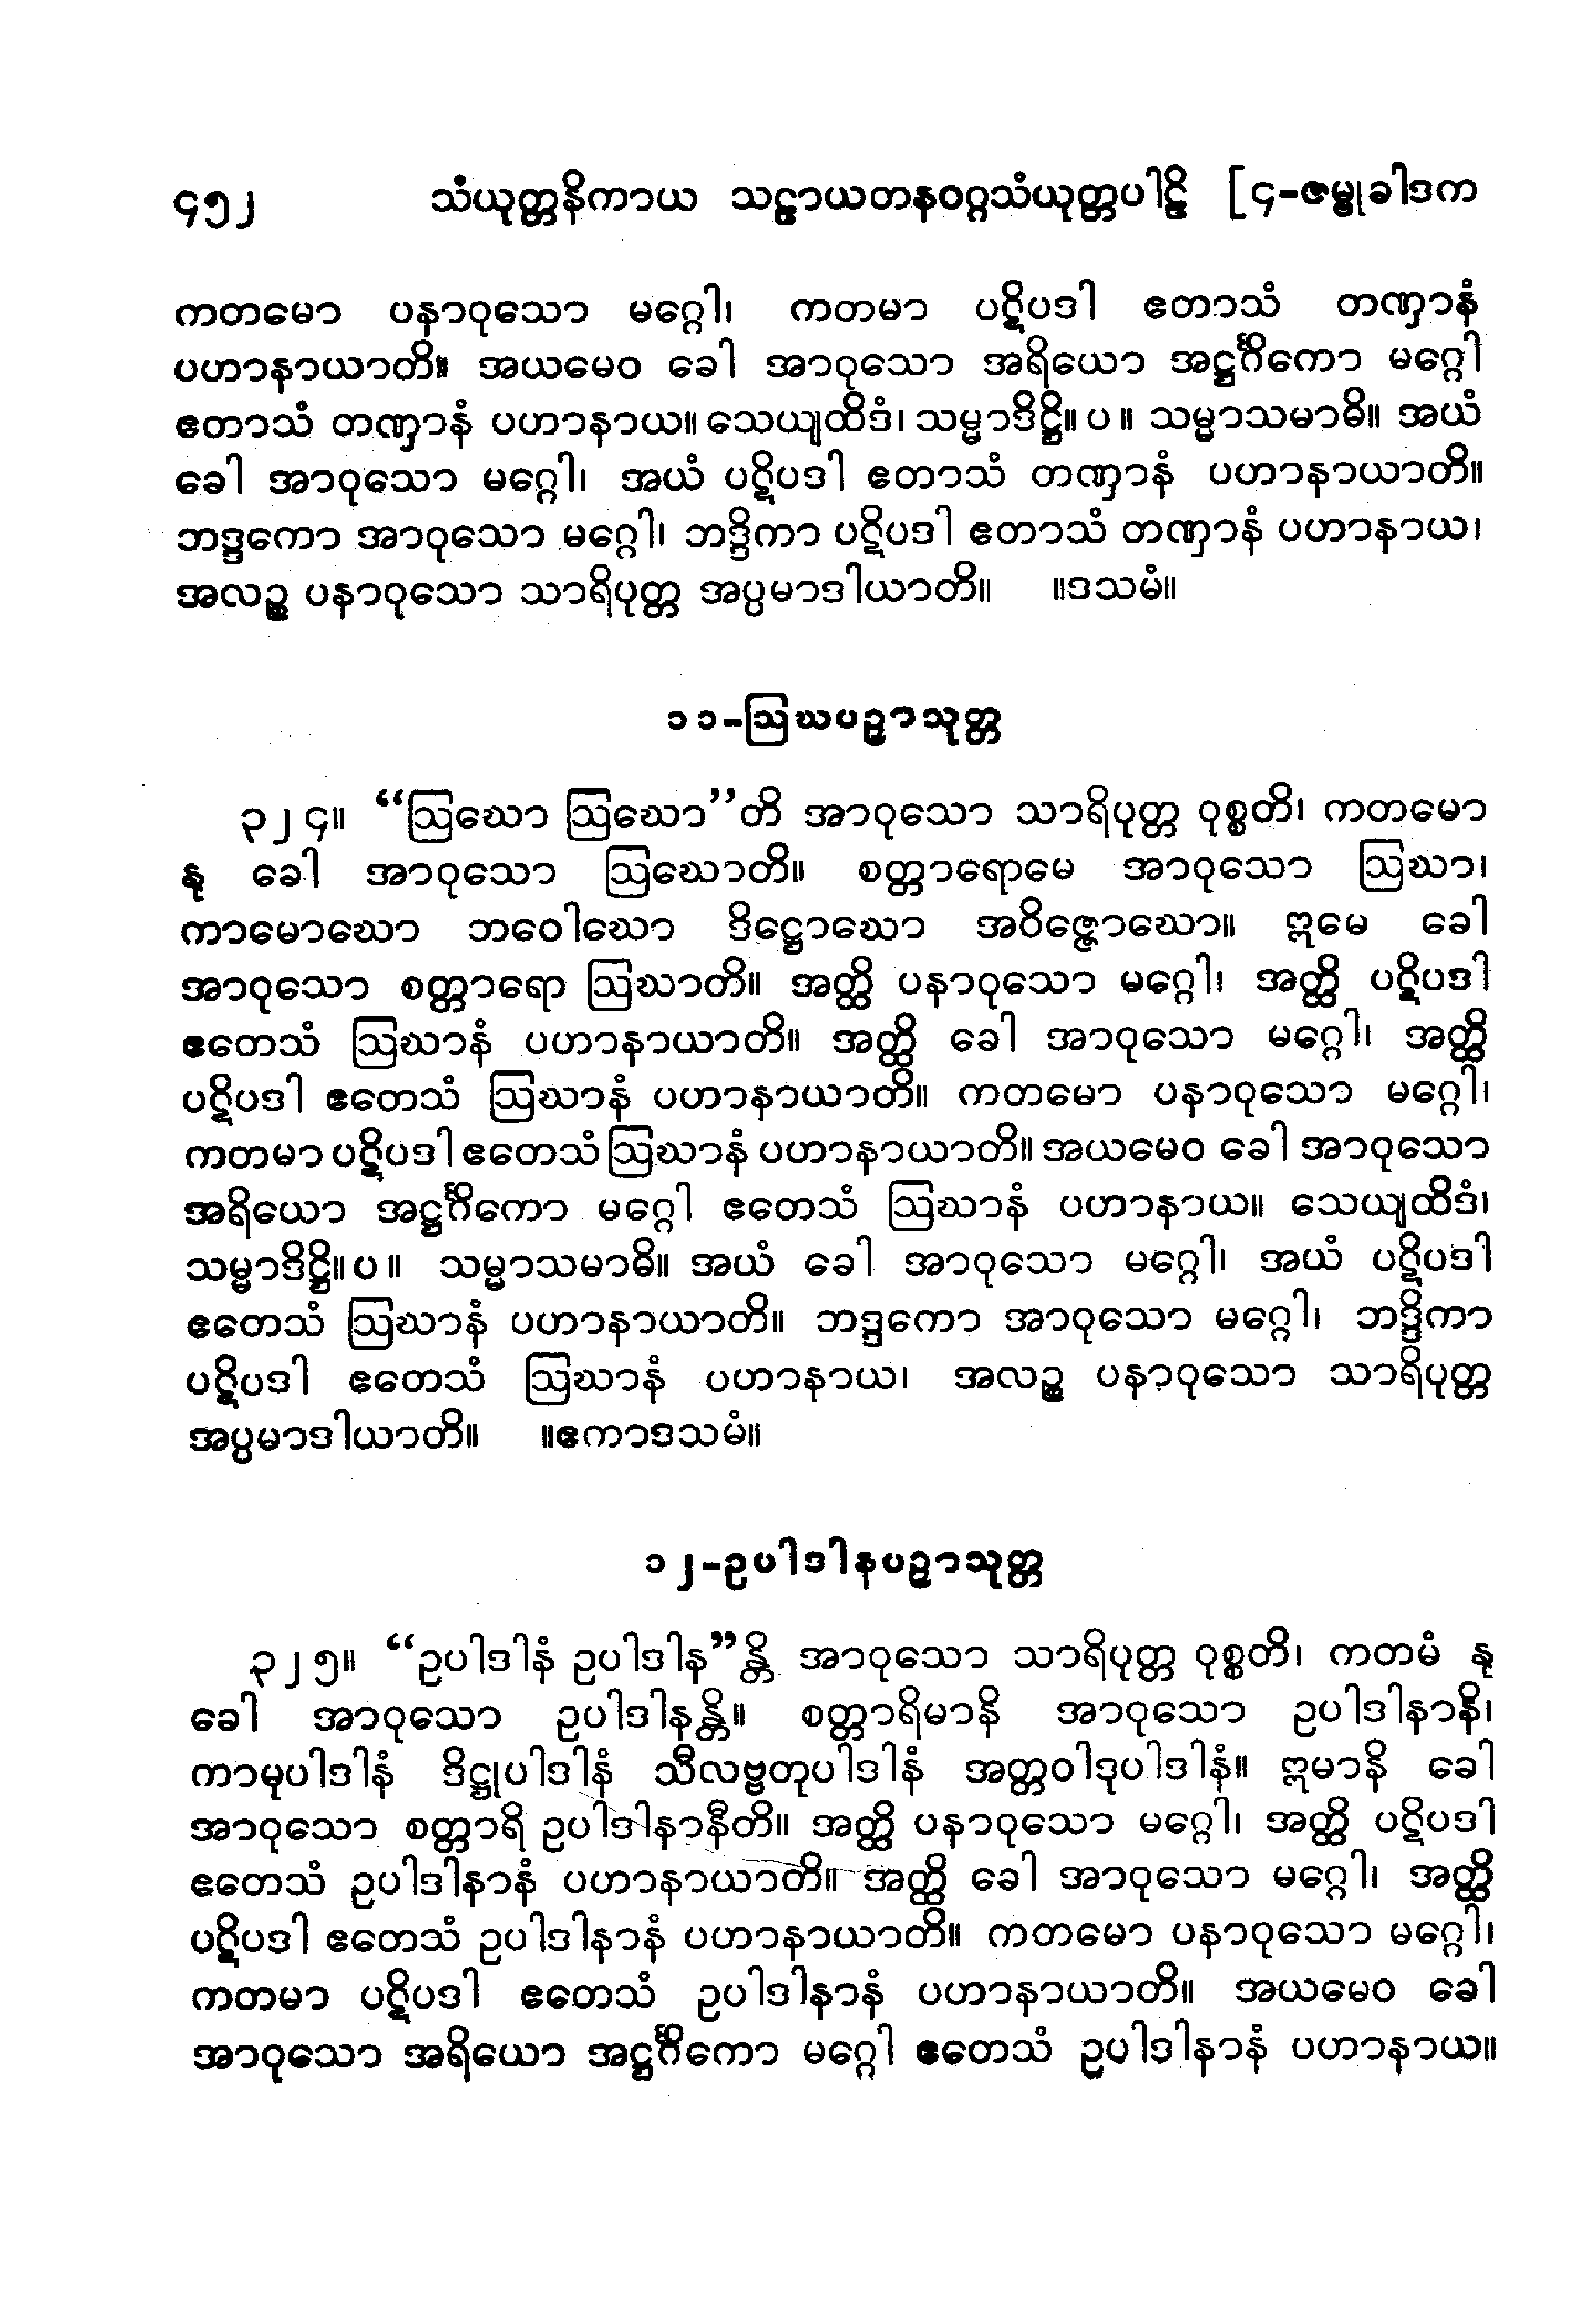 ၄၅၂ သံယုတ္တနိကာယ သဠာယတနဝဂ္ဂသံယုတ္တပါဠိ [၄-ဇမ္ဗုခါဒက
ကတမော ပနာဝုသော မဂ္ဂေါ၊ ကတမာ ပဋိပဒါ ဧတာသံ တဏှာနံ
ပဟာနာယာတိ။ အယမေဝ ခေါ အာဝုသော အရိယော အဋ္ဌင်္ဂိကော မဂ္ဂေါ
ဧတာသံ တဏှာနံ ပဟာနာယ။ သေယျထိဒံ၊ သမ္မာဒိဋ္ဌိ။ ပ ။ သမ္မာသမာဓိ။ အယံ
ခေါ အာဝုသော မဂ္ဂေါ၊ အယံ ပဋိပဒါ ဧတာသံ တဏှာနံ ပဟာနာယာတိ။
ဘဒ္ဒကော အာဝုသော မဂ္ဂေါ၊ ဘဒ္ဒိကာ ပဋိပဒါ ဧတာသံ တဏှာနံ ပဟာနာယ၊
အလဉ္စ ပနာဝုသော သာရိပုတ္တ အပ္ပမာဒါယာတိ။ ။ဒသမံ။
၁၁-ဩဃပဉှာသုတ္တ
၃၂၄။ “ဩဃော ဩဃော”တိ အာဝုသော သာရိပုတ္တ ဝုစ္စတိ၊ ကတမော
နု ခေါ အာဝုသော ဩဃောတိ။ စတ္တာရောမေ အာဝုသော ဩဃာ၊
ကာမောဃော ဘဝေါဃော ဒိဋ္ဌောဃော အဝိဇ္ဇောဃော။ ဣမေ ခေါ
အာဝုသော စတ္တာရော ဩဃာတိ။ အတ္ထိ ပနာဝုသော မဂ္ဂေါ၊ အတ္ထိ ပဋိပဒါ
ဧတေသံ ဩဃာနံ ပဟာနာယာတိ။ အတ္ထိ ခေါ အာဝုသော မဂ္ဂေါ၊ အတ္ထိ
ပဋိပဒါ ဧတေသံ ဩဃာနံ ပဟာနာယာတိ။ ကတမော ပနာဝုသော မဂ္ဂေါ၊
ကတမာ ပဋိပဒါ ဧတေသံ ဩဃာနံ ပဟာနာယာတိ။ အယမေဝ ခေါ အာဝုသော
အရိယော အဋ္ဌင်္ဂိကော မဂ္ဂေါ ဧတေသံ ဩဃာနံ ပဟာနာယ။ သေယျထိဒံ၊
သမ္မာဒိဋ္ဌိ။ ပ ။ သမ္မာသမာဓိ။ အယံ ခေါ အာဝုသော မဂ္ဂေါ၊ အယံ ပဋိပဒါ
ဧတေသံ ဩဃာနံ ပဟာနာယာတိ။ ဘဒ္ဒကော အာဝုသော မဂ္ဂေါ၊ ဘဒ္ဒိကာ
ပဋိပဒါ ဧတေသံ ဩဃာနံ ပဟာနာယ၊ အလဉ္စ ပနာဝုသော သာရိပုတ္တ
အပ္ပမာဒါယာတိ။ ။ဧကာဒသမံ။
၁၂-ဥပါဒါနပဉှာသုတ္တ
၃၂၅။ “ဥပါဒါနံ ဥပါဒါန”န္တိ အာဝုသော သာရိပုတ္တ ဝုစ္စတိ၊ ကတမံ နု
ခေါ အာဝုသော ဥပါဒါနန္တိ။ စတ္တာရိမာနိ အာဝုသော ဥပါဒါနာနိ၊
ကာမုပါဒါနံ ဒိဋ္ဌုပါဒါနံ သီလဗ္ဗတုပါဒါနံ အတ္တဝါဒုပါဒါနံ။ ဣမာနိ ခေါ
အာဝုသော စတ္တာရိ ဥပါဒါနာနီတိ။ အတ္ထိ ပနာဝုသော မဂ္ဂေါ၊ အတ္ထိ ပဋိပဒါ
ဧတေသံ ဥပါဒါနာနံ ပဟာနာယာတိ။ အတ္ထိ ခေါ အာဝုသော မဂ္ဂေါ၊ အတ္ထိ
ပဋိပဒါ ဧတေသံ ဥပါဒါနာနံ ပဟာနာယာတိ။ ကတမော ပနာဝုသော မဂ္ဂေါ၊
ကတမာ ပဋိပဒါ ဧတေသံ ဥပါဒါနာနံ ပဟာနာယာတိ။ အယမေဝ ခေါ
အာဝုသော အရိယော အဋ္ဌင်္ဂိကော မဂ္ဂေါ ဧတေသံ ဥပါဒါနာနံ ပဟာနာယ။